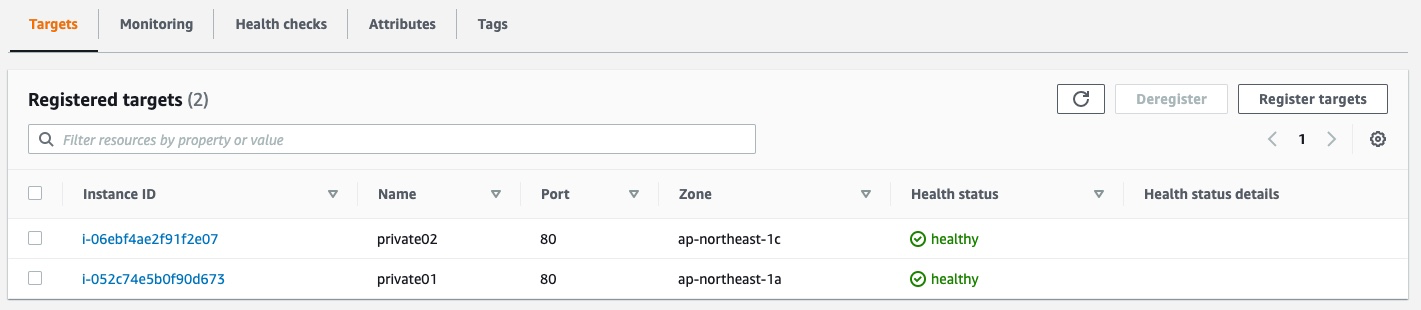 Targets Monitoring Health checks Attributes Tags
Registered targets (2) Deregister Register targets
Filter resources by property or value 1
Instance ID Name Port Zone Health status Health status details
i-06ebf4ae2f91f2e07 private02 80 ap-northeast-1c healthy
i-052c74e5b0f90d673 private01 80 ap-northeast-1a healthy